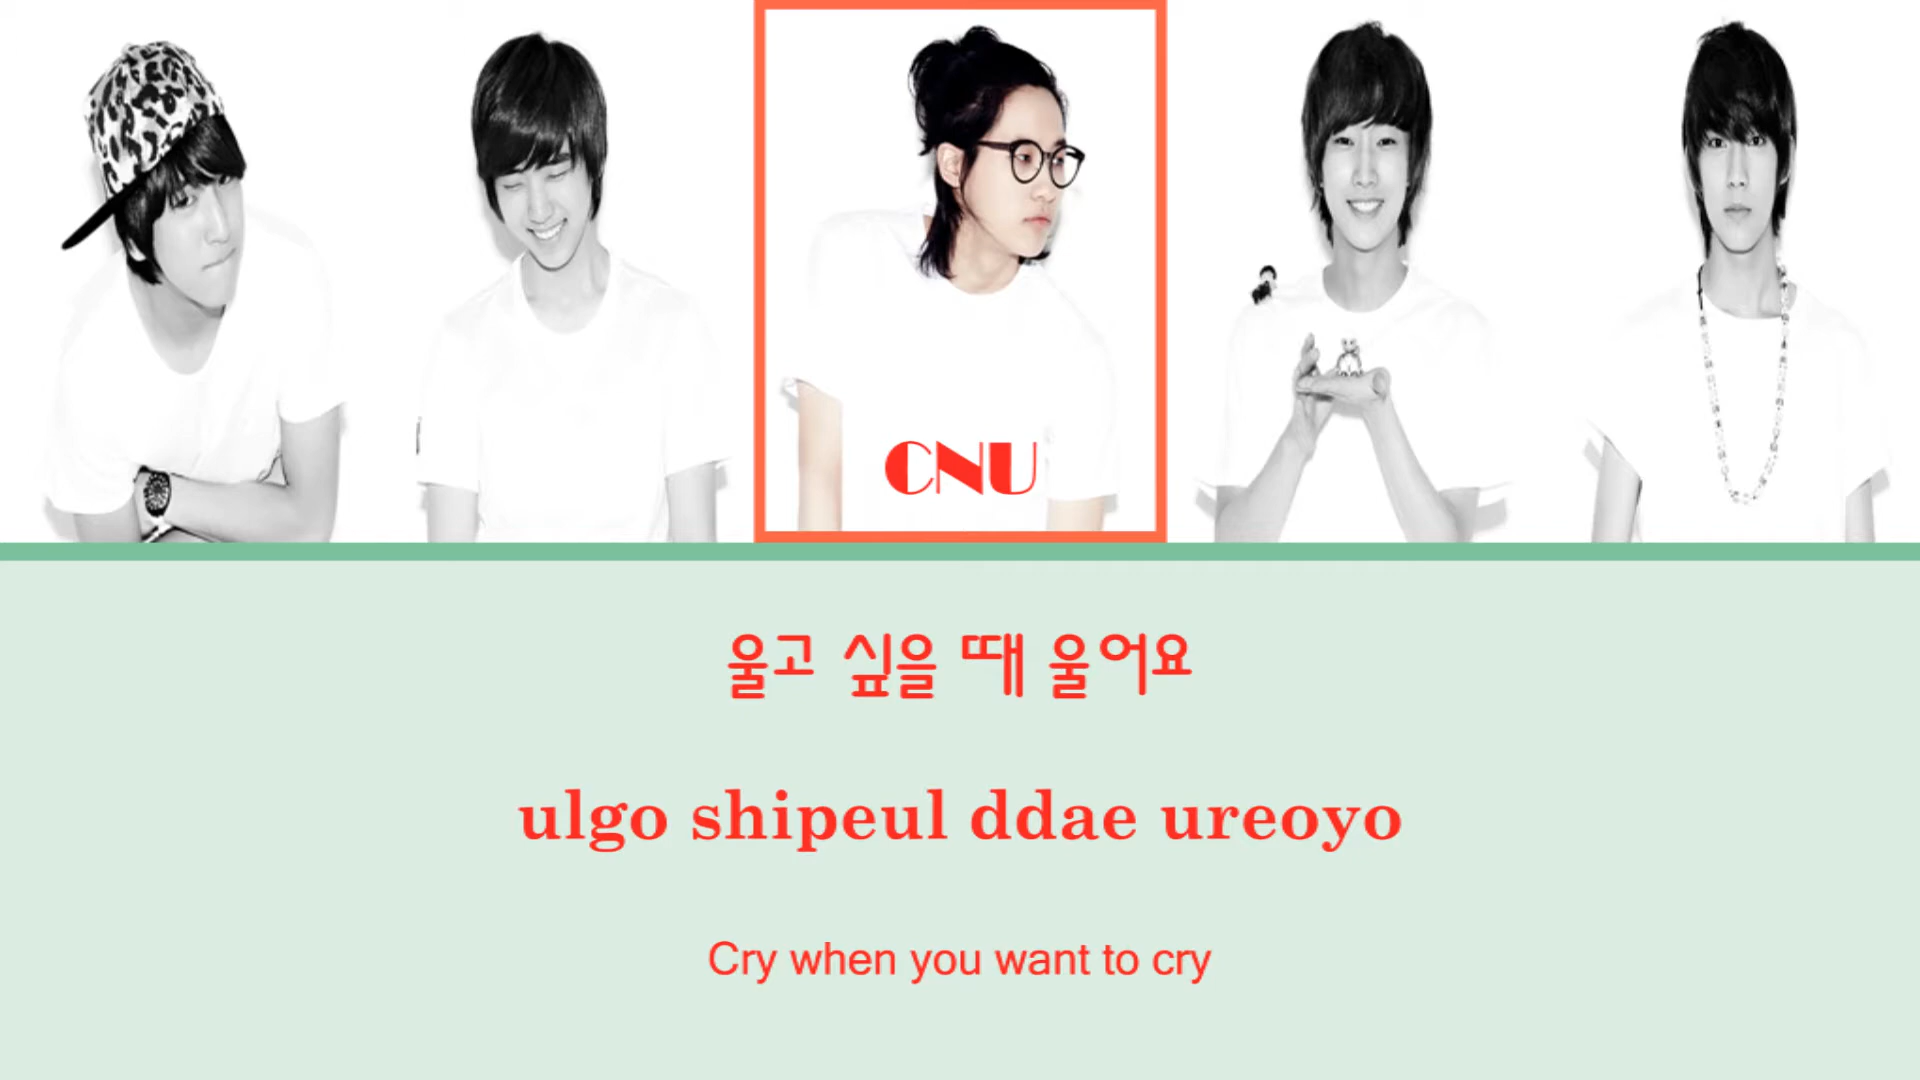 CNU
울고 싶을 때 울어요
ulgo shipeul ddae ureoyo
Cry when you want to cry